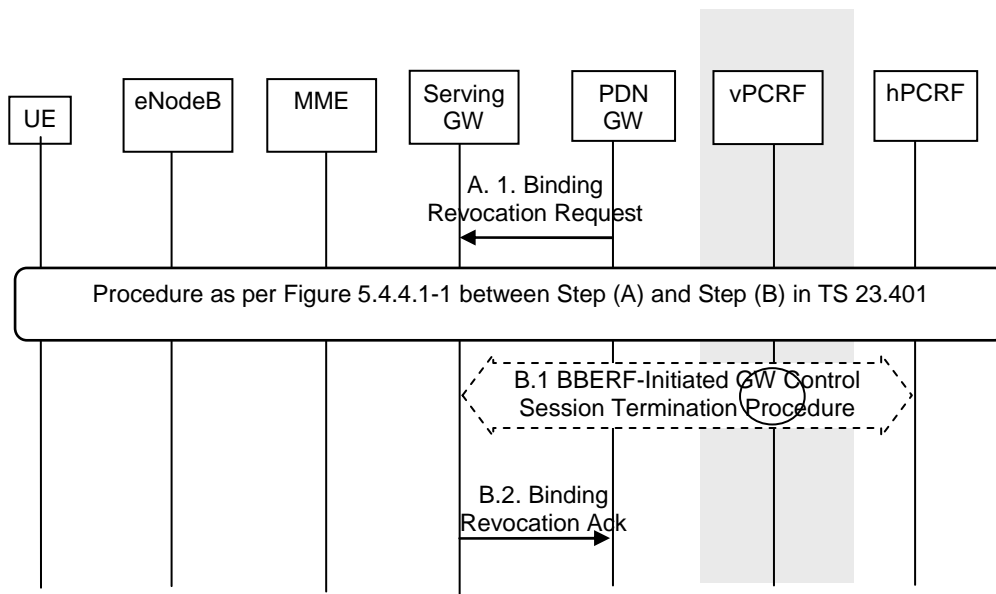 UE
eNodeB
MME
Serving
GW
PDN
GW
vPCRF
hPCRF
A. 1. Binding
Revocation Request
Procedure as per Figure 5.4.4.1-1 between Step (A) and Step (B) in TS 23.401
B.1 BBERF-Initiated GW Control
Session Termination Procedure
B.2. Binding
Revocation Ack